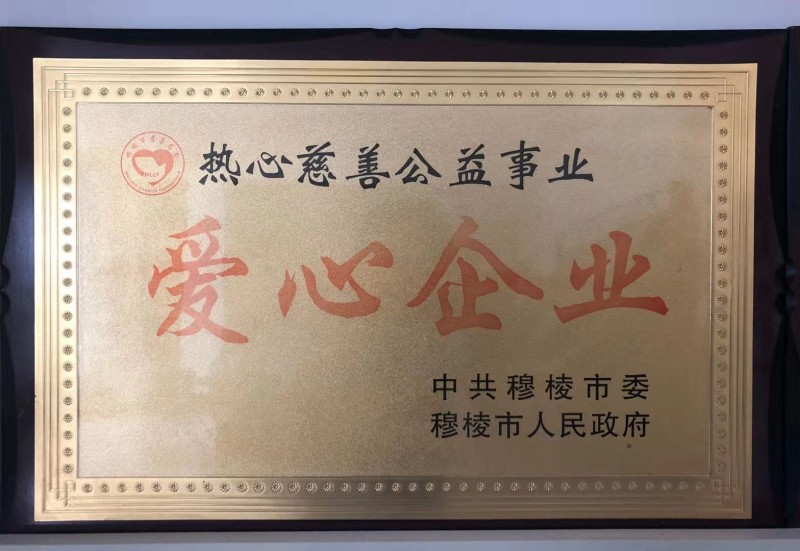 热心慈善公益事业
爱心企业
中共穆棱市委
穆棱市人民政府